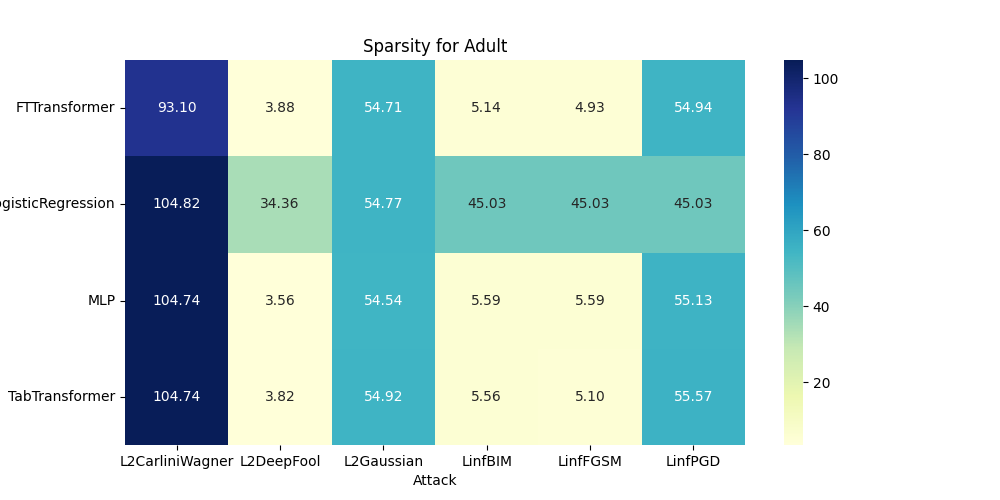 Sparsity for Adult
FTTransformer 93.10 3.88 54.71 5.14 4.93 54.94
ogisticRegression 104.82 34.36 54.77 45.03 45.03 45.03
MLP 104.74 3.56 54.54 5.59 5.59 55.13
TabTransformer 104.74 3.82 54.92 5.56 5.10 55.57
L2CarliniWagner L2DeepFool L2Gaussian LinfBIM LinfFGSM LinfPGD
Attack
100
80
60
40
20